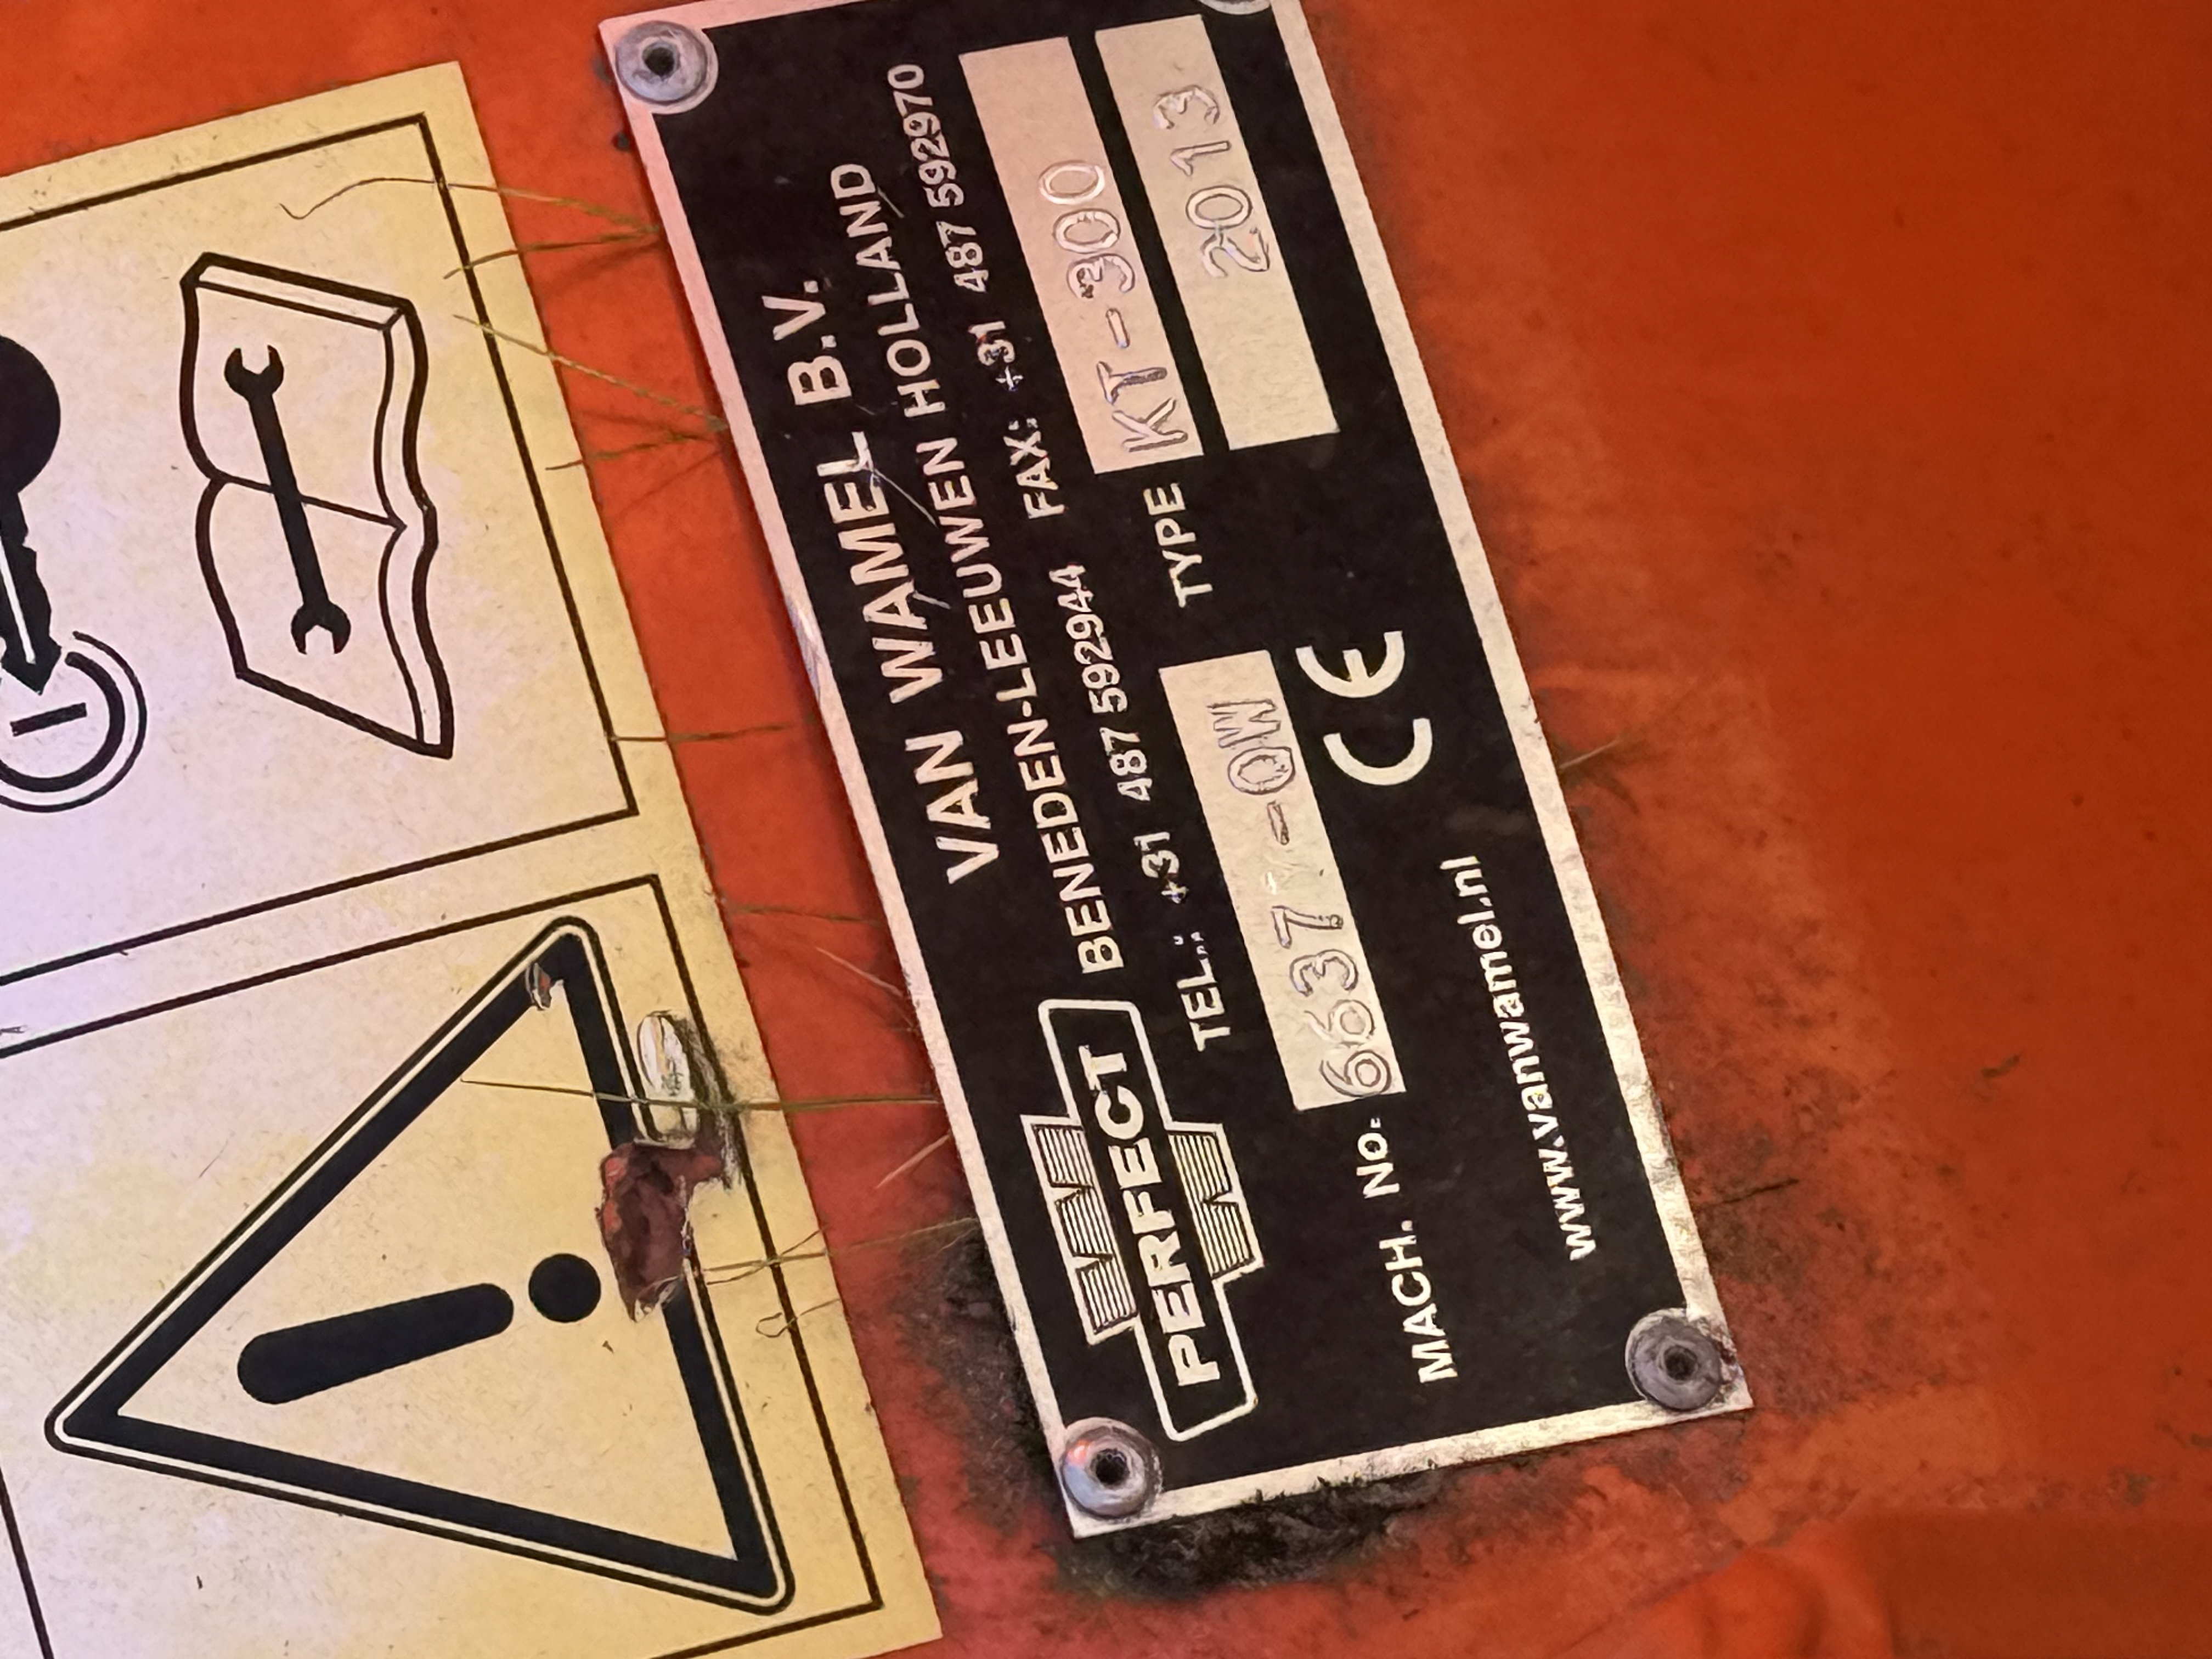 VAN WAMEL B.V.
BENEDEN-LEEUWEN HOLLAND
TEL.: +31 487 592944 FAX: +31 487 592970
PERFECT
MACH. No.
TYPE KT-300
2013
CE
www.vanwamel.nl